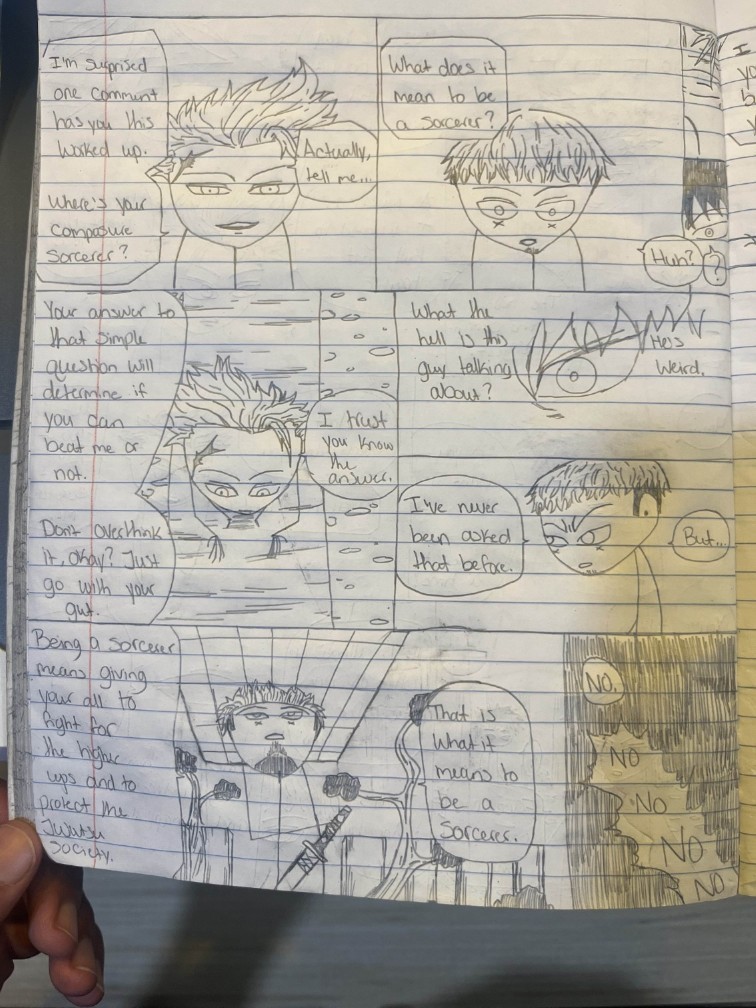 I'm surprised
one comment
has you this
worked up.
Where's your
composure
Sorcerer?
Actually,
tell me...
What does it
mean to be
a sorcerer?
Huh?
?
Your answer to
that simple
question will
determine if
you can
beat me or
not.
Don't overthink
it, okay? Just
go with your
gut.
I trust
you know
the
answer.
What the
hell is this
guy talking
about?
He's
weird.
I've never
been asked
that before.
But...
Being a sorcerer
means giving
your all to
fight for
the higher
ups and to
protect the
Jujutsu
Society.
That is
what it
means to
be a
Sorcerer.
NO.
NO
NO
NO
NO